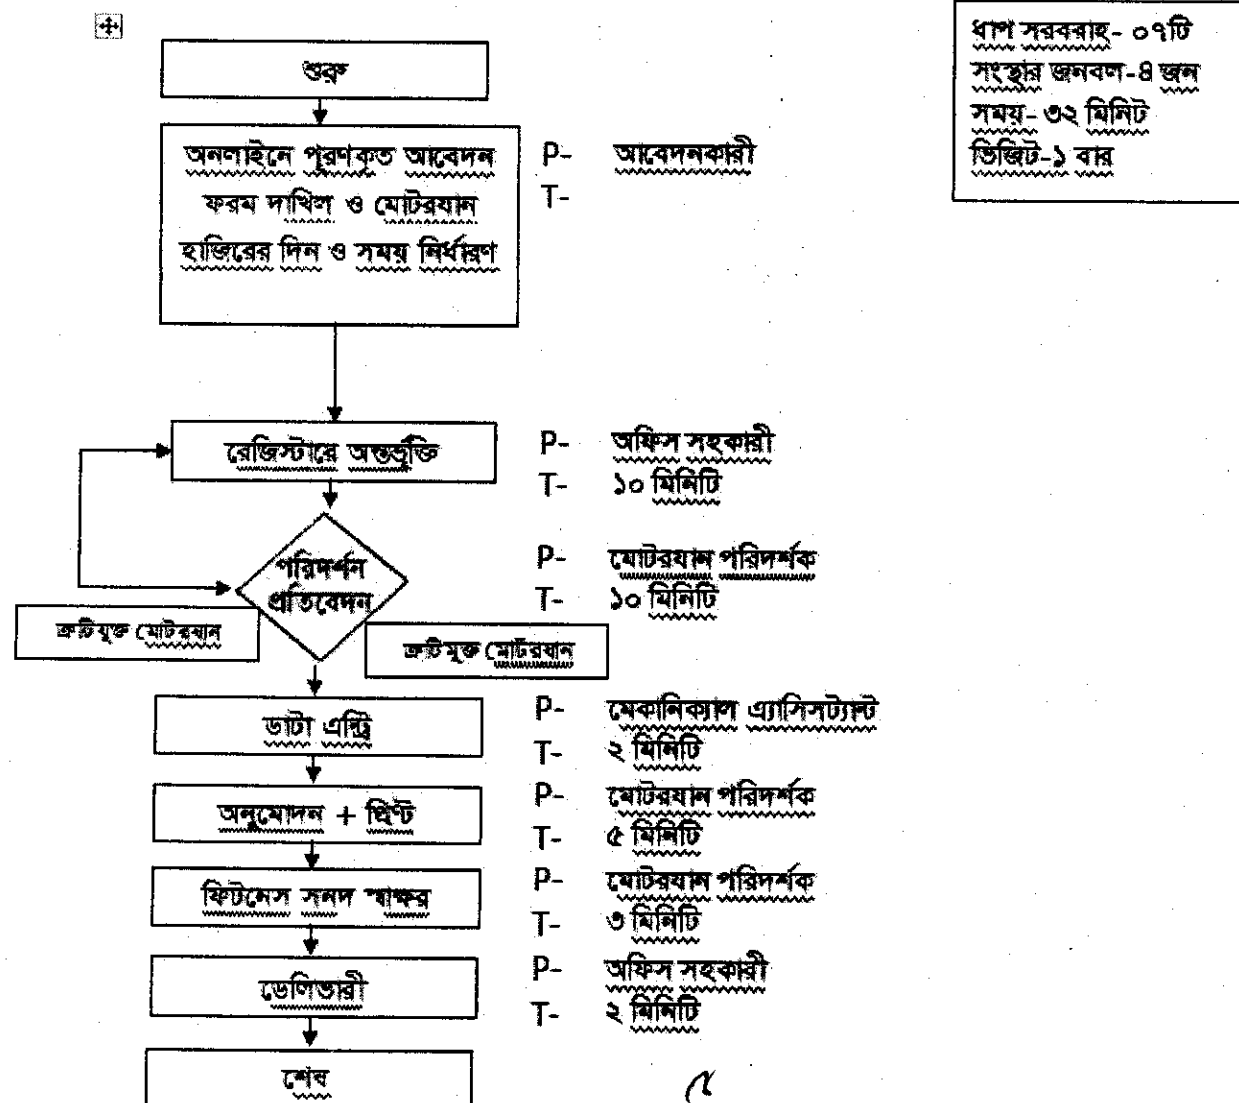 ধাপ সরবরাহ- ০৭টি
সংস্থার জনবল-৪ জন
সময়- ৩২ মিনিট
ভিজিট-১ বার
শুরু
অনলাইনে পূরণকৃত আবেদন
ফরম দাখিল ও মোটরযান
হাজিরের দিন ও সময় নির্ধারণ
P- আবেদনকারী
T-
রেজিস্টারে অন্তর্ভুক্তি
P- অফিস সহকারী
T- ১০ মিনিটি
পরিদর্শন
প্রতিবেদন
P- মোটরযান পরিদর্শক
T- ১০ মিনিটি
ত্রুটিযুক্ত মোটরযান
ত্রুটিমুক্ত মোটরযান
ডাটা এন্ট্রি
P- মেকানিক্যাল এ্যাসিসট্যান্ট
T- ২ মিনিটি
অনুমোদন + প্রিণ্ট
P- মোটরযান পরিদর্শক
T- ৫ মিনিটি
ফিটনেস সনদ স্বাক্ষর
P- মোটরযান পরিদর্শক
T- ৩ মিনিটি
ডেলিভারী
P- অফিস সহকারী
T- ২ মিনিটি
শেষ